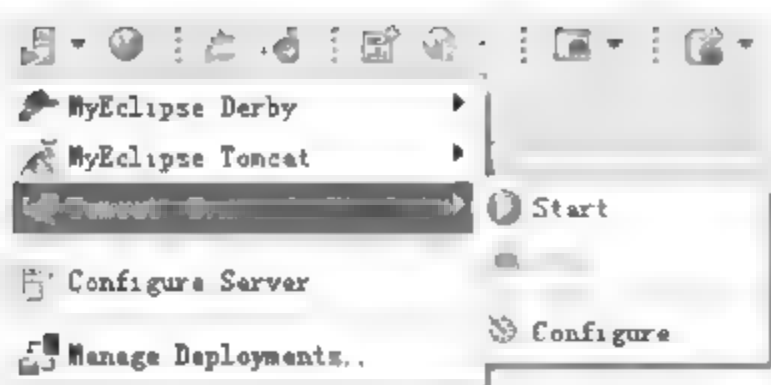 MyEclipse Derby
MyEclipse Tomcat
Start
Configure Server
Configure
Manage Deployments..